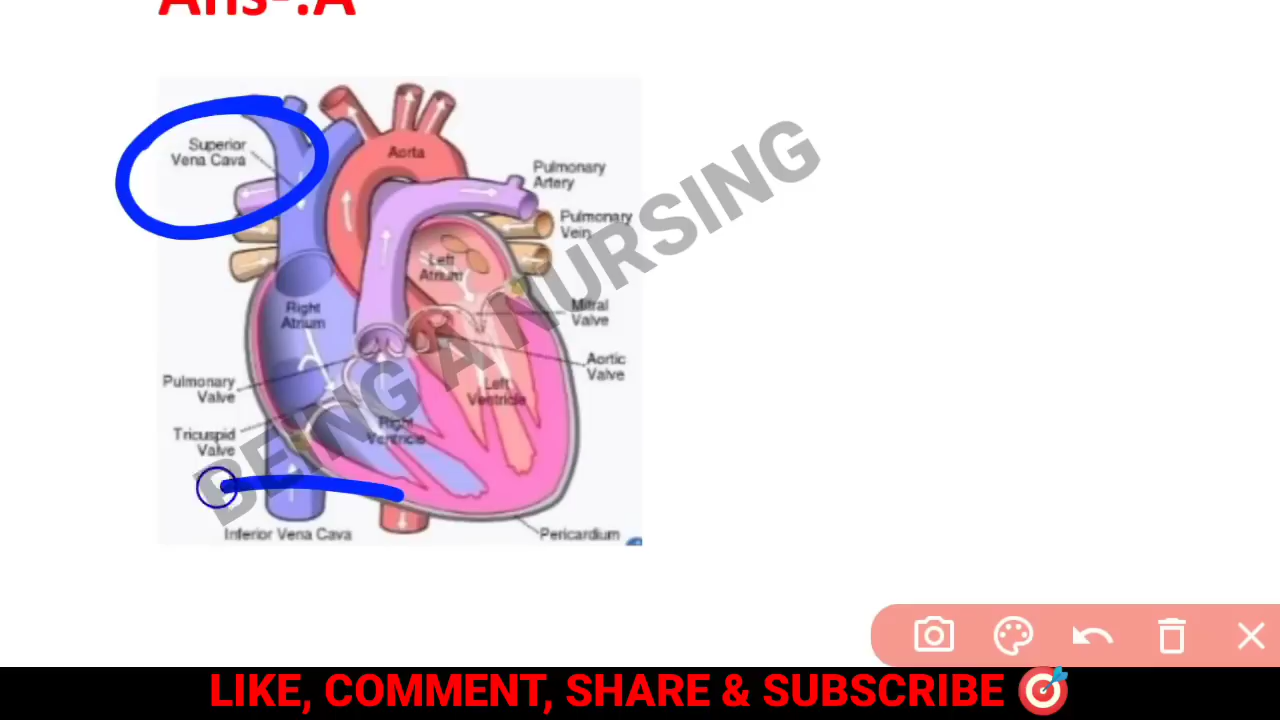 Ans-:A
Superior
Vena Cava
Aorta
Pulmonary
Artery
Pulmonary
Vein
Left
Atrium
Right
Atrium
Mitral
Valve
Aortic
Valve
Pulmonary
Valve
Left
Ventricle
Tricuspid
Valve
Right
Ventricle
Inferior Vena Cava
Pericardium
BEING A NURSING
LIKE, COMMENT, SHARE & SUBSCRIBE 🎯